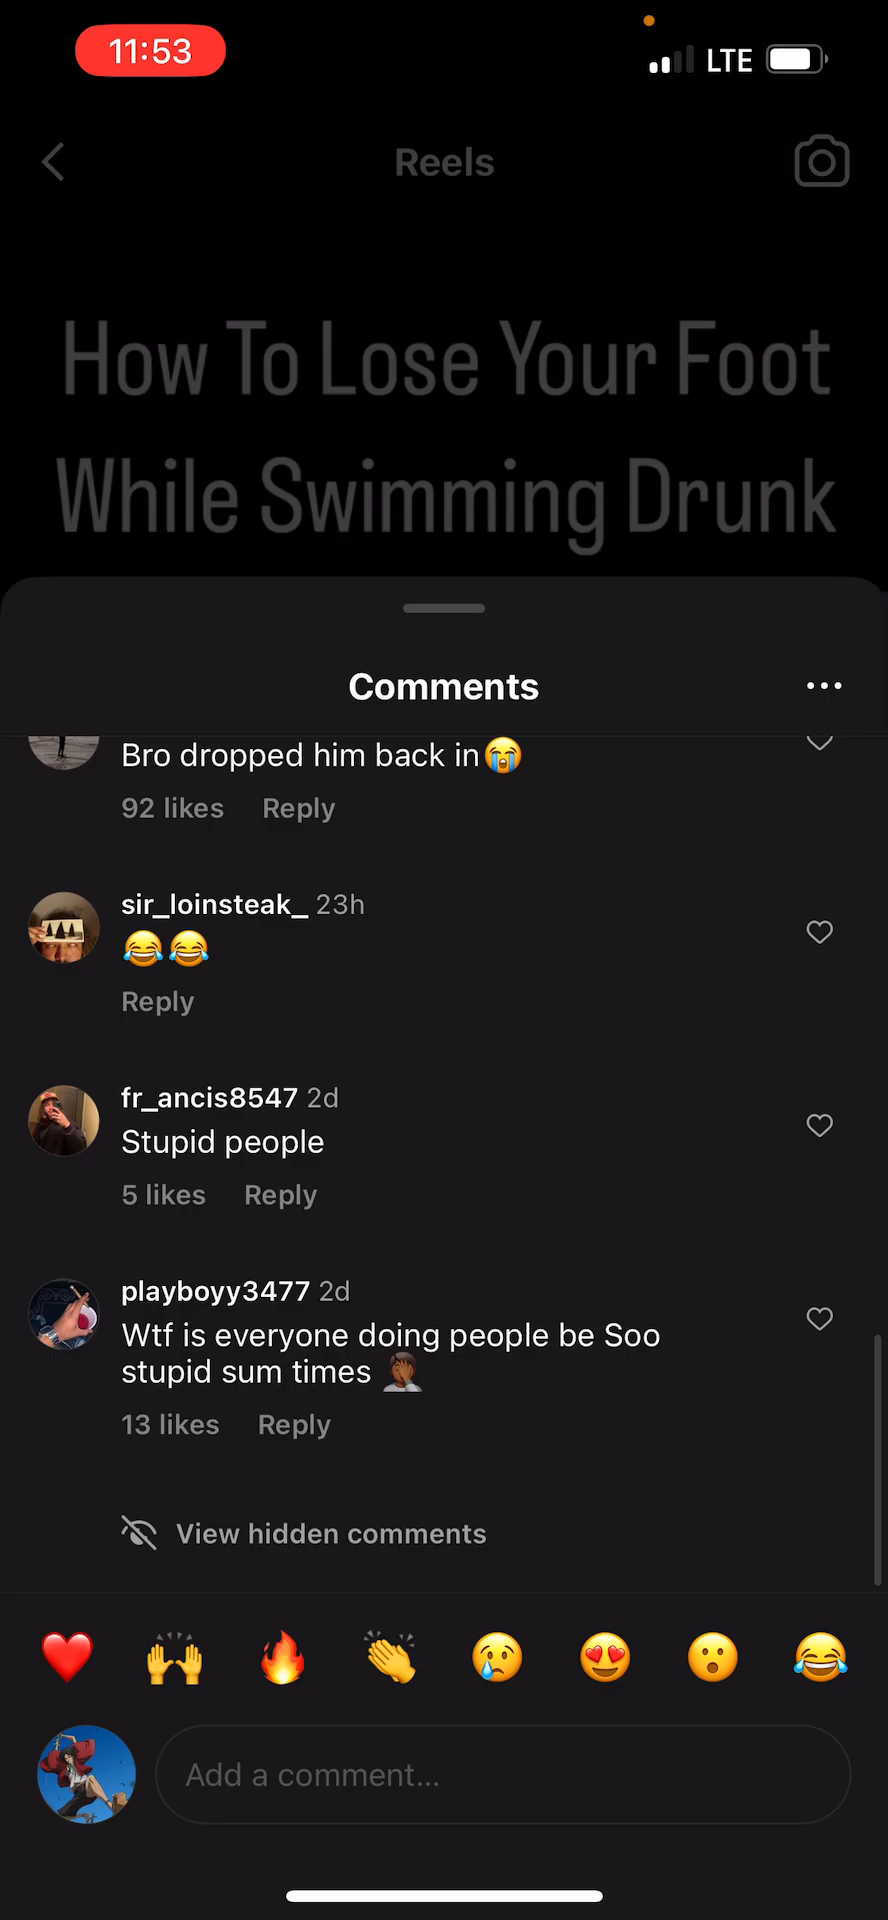 11:53
LTE
Reels
How To Lose Your Foot
While Swimming Drunk
Comments
Bro dropped him back in😭
92 likes Reply
sir_loinsteak_ 23h
😂😂
Reply
fr_ancis8547 2d
Stupid people
5 likes Reply
playboyy3477 2d
Wtf is everyone doing people be Soo
stupid sum times 🤦🏾
13 likes Reply
View hidden comments
❤️ 🙌 🔥 👏 😢 😍 😮 😂
Add a comment...